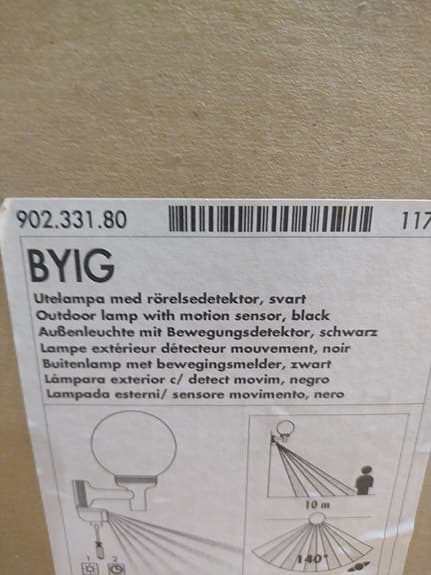 902.331.80 117
BYIG
Utelampa med rörelsedetektor, svart
Outdoor lamp with motion sensor, black
Außenleuchte mit Bewegungsdetektor, schwarz
Lampe extérieur détecteur mouvement, noir
Buitenlamp met bewegingsmelder, zwart
Lámpara exterior c/ detect movim, negro
Lampada esterni/ sensore movimento, nero
10 m
140°
1 2